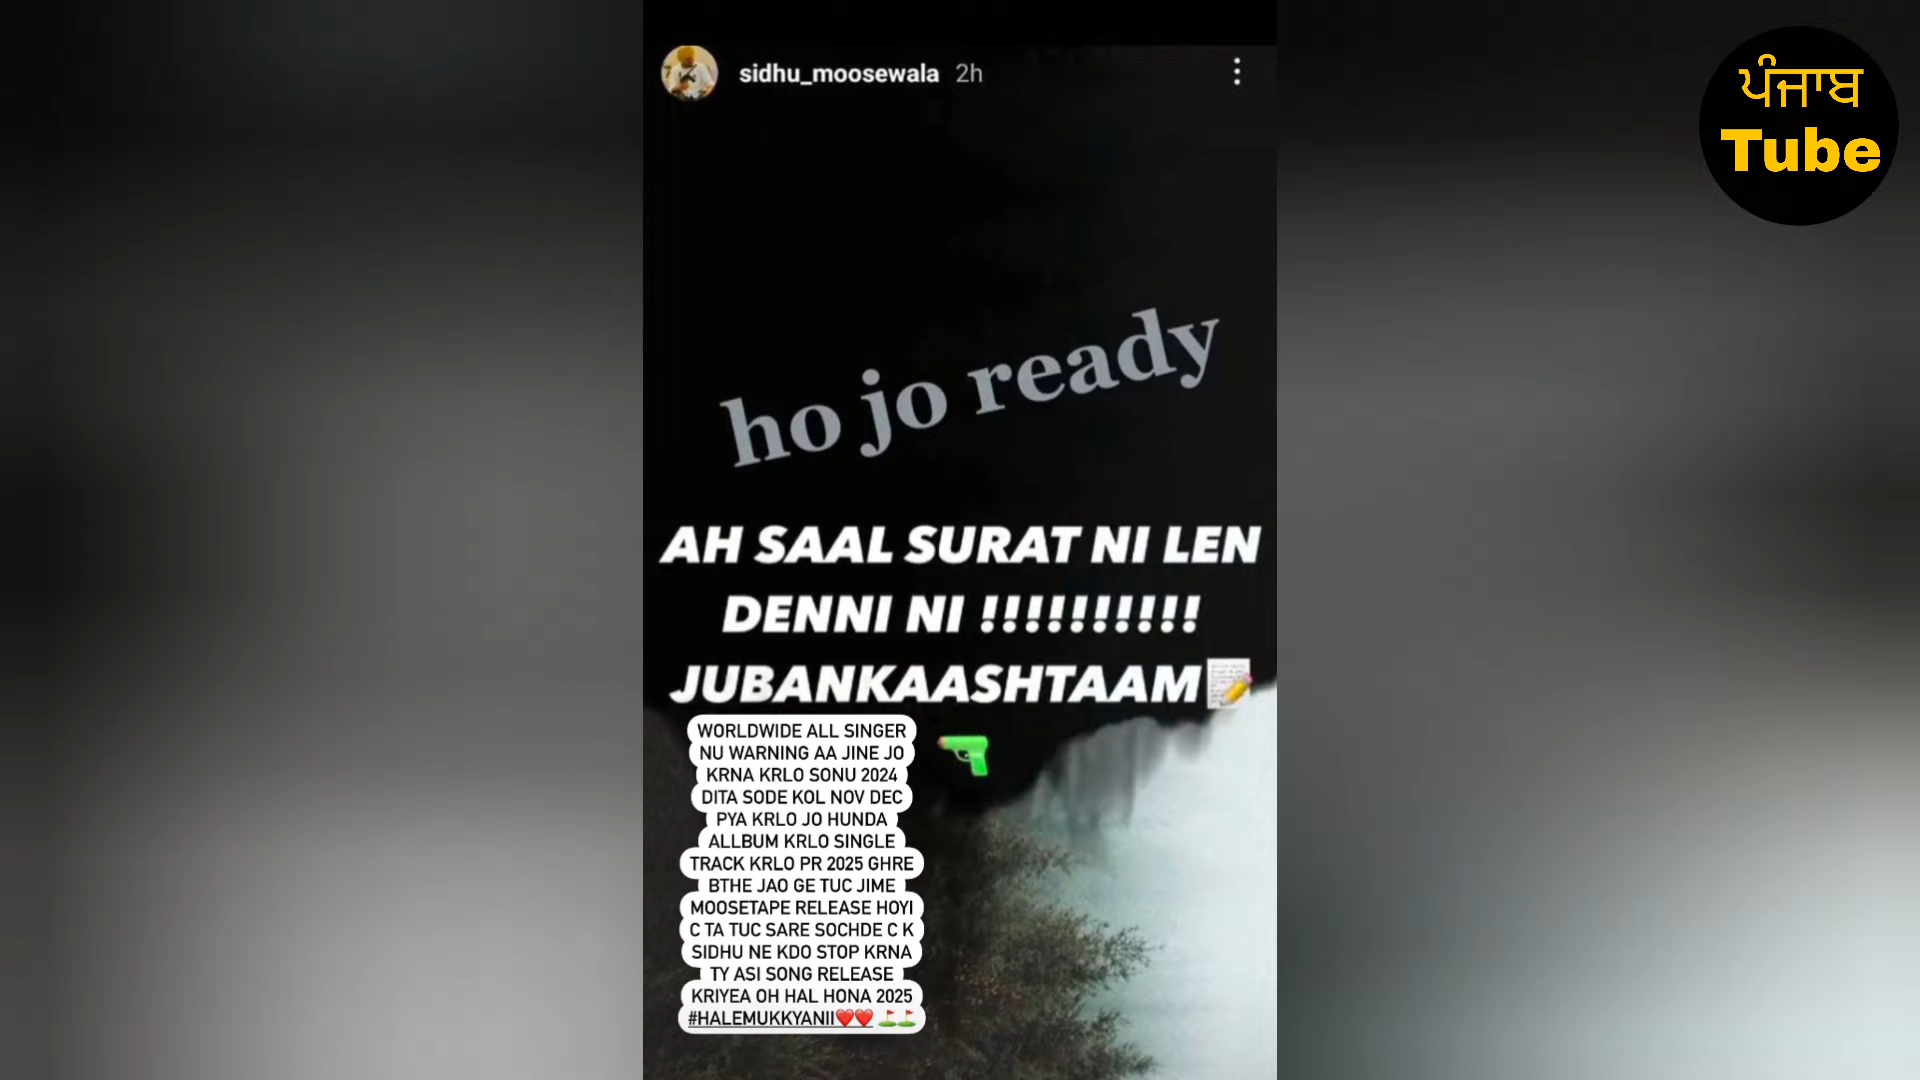 sidhu_moosewala 2h
ਪੰਜਾਬ
Tube
ho jo ready
AH SAAL SURAT NI LEN
DENNI NI !!!!!!!!!!
JUBANKAASHTAAM📝
WORLDWIDE ALL SINGER
NU WARNING AA JINE JO
KRNA KRLO SONU 2024
DITA SODE KOL NOV DEC
PYA KRLO JO HUNDA
ALLBUM KRLO SINGLE
TRACK KRLO PR 2025 GHRE
BTHE JAO GE TUC JIME
MOOSETAPE RELEASE HOYI
C TA TUC SARE SOCHDE C K
SIDHU NE KDO STOP KRNA
TY ASI SONG RELEASE
KRIYEA OH HAL HONA 2025
#HALEMUKKYANII❤️❤️ ⛳⛳